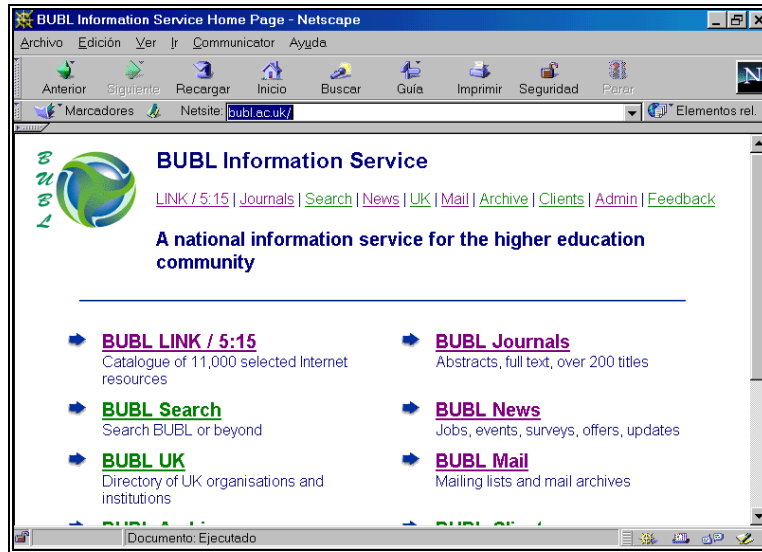 BUBL Information Service Home Page - Netscape
Archivo Edición Ver Ir Communicator Ayuda
Anterior Siguiente Recargar Inicio Buscar Guía Imprimir Seguridad Parar
N
Marcadores Netsite: bubl.ac.uk/ Elementos rel.
BUBL
BUBL Information Service
LINK / 5:15 | Journals | Search | News | UK | Mail | Archive | Clients | Admin | Feedback
A national information service for the higher education
community
BUBL LINK / 5:15
Catalogue of 11,000 selected Internet
resources
BUBL Journals
Abstracts, full text, over 200 titles
BUBL Search
Search BUBL or beyond
BUBL News
Jobs, events, surveys, offers, updates
BUBL UK
Directory of UK organisations and
institutions
BUBL Mail
Mailing lists and mail archives
Documento: Ejecutado